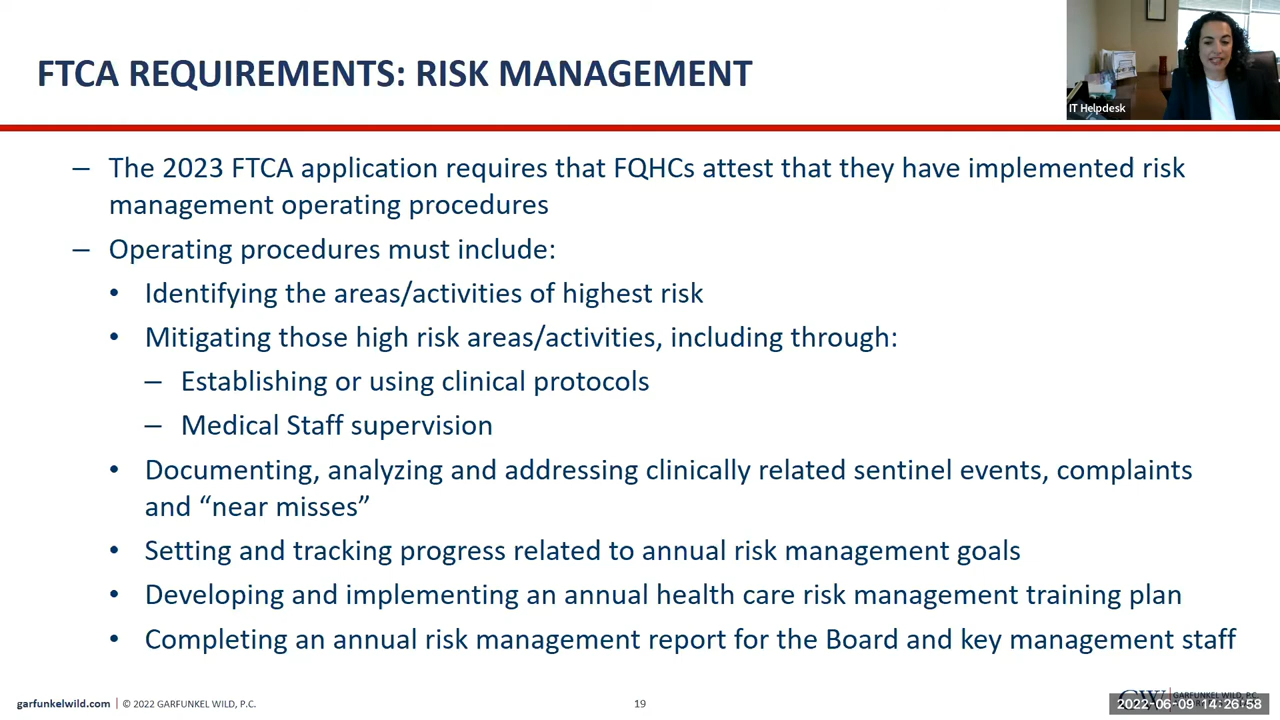 FTCA REQUIREMENTS: RISK MANAGEMENT
IT Helpdesk
– The 2023 FTCA application requires that FQHCs attest that they have implemented risk
management operating procedures
– Operating procedures must include:
• Identifying the areas/activities of highest risk
• Mitigating those high risk areas/activities, including through:
– Establishing or using clinical protocols
– Medical Staff supervision
• Documenting, analyzing and addressing clinically related sentinel events, complaints
and “near misses”
• Setting and tracking progress related to annual risk management goals
• Developing and implementing an annual health care risk management training plan
• Completing an annual risk management report for the Board and key management staff
garfunkelwild.com | © 2022 GARFUNKEL WILD, P.C.
19
GARFUNKEL WILD, P.C.
2022-06-09 14:26:58